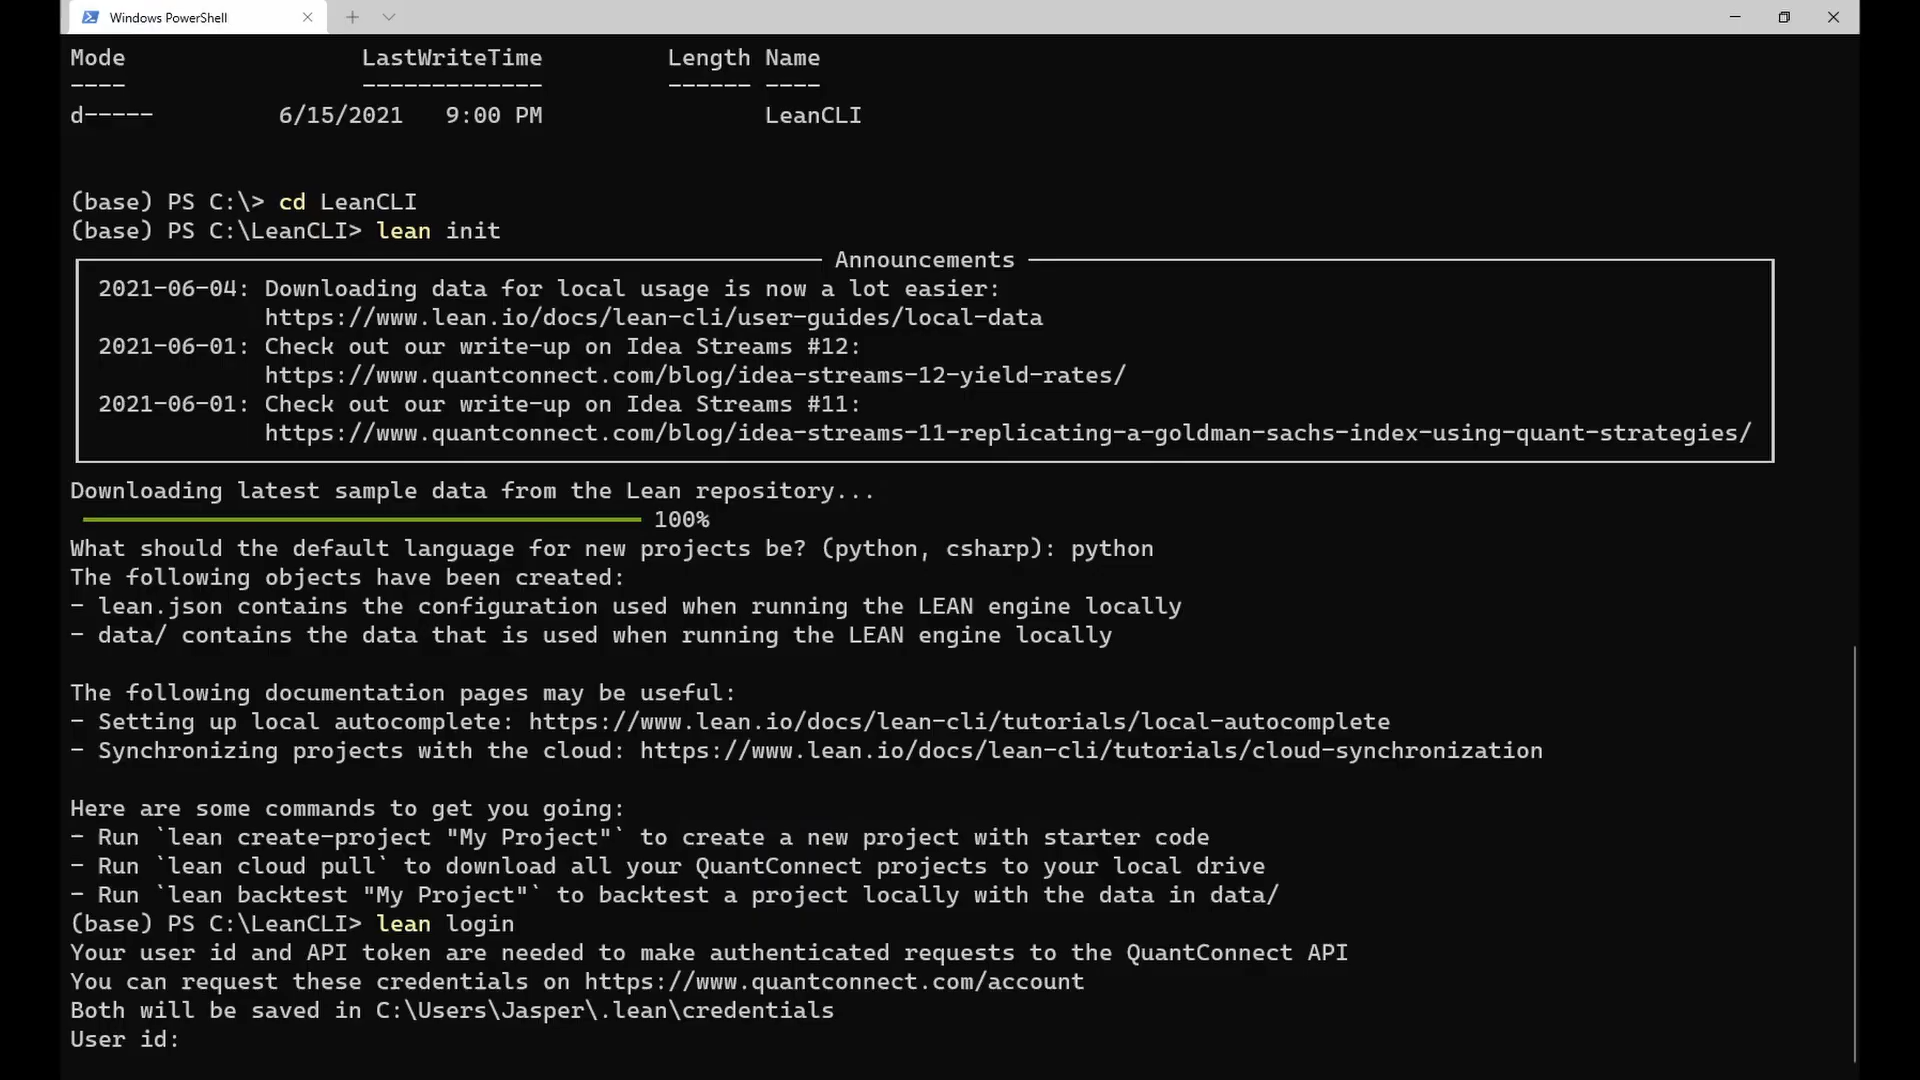 Windows PowerShell
Mode                 LastWriteTime         Length Name
----                 -------------         ------ ----
d-----         6/15/2021   9:00 PM                LeanCLI
(base) PS C:\> cd LeanCLI
(base) PS C:\LeanCLI> lean init
Announcements
2021-06-04: Downloading data for local usage is now a lot easier:
https://www.lean.io/docs/lean-cli/user-guides/local-data
2021-06-01: Check out our write-up on Idea Streams #12:
https://www.quantconnect.com/blog/idea-streams-12-yield-rates/
2021-06-01: Check out our write-up on Idea Streams #11:
https://www.quantconnect.com/blog/idea-streams-11-replicating-a-goldman-sachs-index-using-quant-strategies/
Downloading latest sample data from the Lean repository...
100%
What should the default language for new projects be? (python, csharp): python
The following objects have been created:
- lean.json contains the configuration used when running the LEAN engine locally
- data/ contains the data that is used when running the LEAN engine locally
The following documentation pages may be useful:
- Setting up local autocomplete: https://www.lean.io/docs/lean-cli/tutorials/local-autocomplete
- Synchronizing projects with the cloud: https://www.lean.io/docs/lean-cli/tutorials/cloud-synchronization
Here are some commands to get you going:
- Run `lean create-project "My Project"` to create a new project with starter code
- Run `lean cloud pull` to download all your QuantConnect projects to your local drive
- Run `lean backtest "My Project"` to backtest a project locally with the data in data/
(base) PS C:\LeanCLI> lean login
Your user id and API token are needed to make authenticated requests to the QuantConnect API
You can request these credentials on https://www.quantconnect.com/account
Both will be saved in C:\Users\Jasper\.lean\credentials
User id: